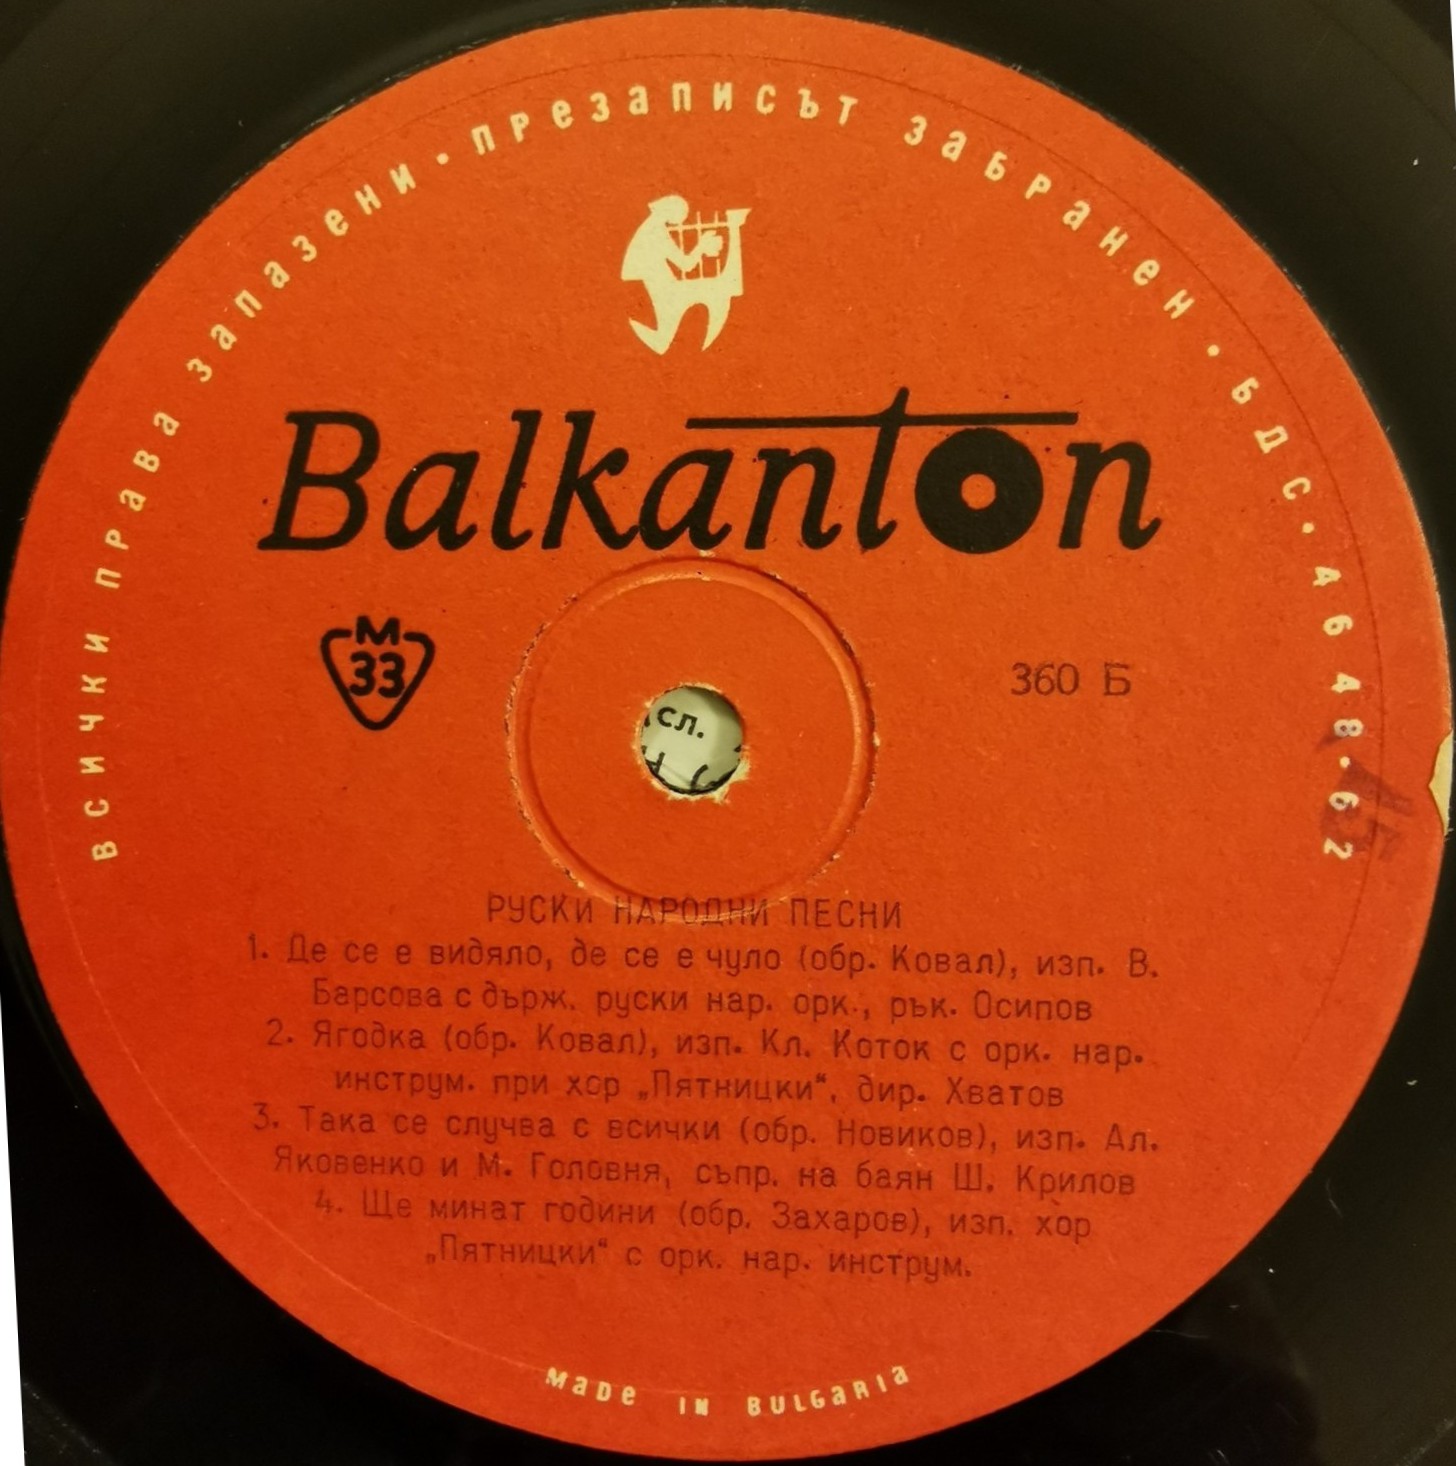 ВСИЧКИ ПРАВА ЗАПАЗЕНИ · ПРЕЗАПИСЪТ ЗАБРАНЕН · БДС · 4648 · 62
Balkanton
М
33
360 Б
сл.
РУСКИ НАРОДНИ ПЕСНИ
1. Де се е видяло, де се е чуло (обр. Ковал), изп. В.
Барсова с държ. руски нар. орк., рък. Осипов
2. Ягодка (обр. Ковал), изп. Кл. Коток с орк. нар.
инструм. при хор „Пятницки“, дир. Хватов
3. Така се случва с всички (обр. Новиков), изп. Ал.
Яковенко и М. Головня, съпр. на баян Ш. Крилов
4. Ще минат години (обр. Захаров), изп. хор
„Пятницки“ с орк. нар. инструм.
MADE IN BULGARIA